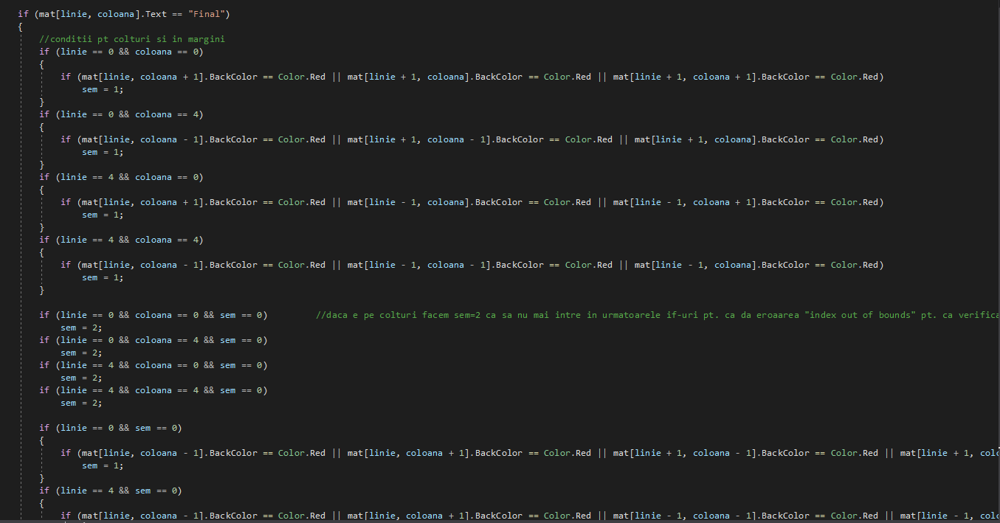 if (mat[linie, coloana].Text == "Final")
{
//conditii pt colturi si in margini
if (linie == 0 && coloana == 0)
{
if (mat[linie, coloana + 1].BackColor == Color.Red || mat[linie + 1, coloana].BackColor == Color.Red || mat[linie + 1, coloana + 1].BackColor == Color.Red)
sem = 1;
}
if (linie == 0 && coloana == 4)
{
if (mat[linie, coloana - 1].BackColor == Color.Red || mat[linie + 1, coloana - 1].BackColor == Color.Red || mat[linie + 1, coloana].BackColor == Color.Red)
sem = 1;
}
if (linie == 4 && coloana == 0)
{
if (mat[linie, coloana + 1].BackColor == Color.Red || mat[linie - 1, coloana].BackColor == Color.Red || mat[linie - 1, coloana + 1].BackColor == Color.Red)
sem = 1;
}
if (linie == 4 && coloana == 4)
{
if (mat[linie, coloana - 1].BackColor == Color.Red || mat[linie - 1, coloana - 1].BackColor == Color.Red || mat[linie - 1, coloana].BackColor == Color.Red)
sem = 1;
}
if (linie == 0 && coloana == 0 && sem == 0) //daca e pe colturi facem sem=2 ca sa nu mai intre in urmatoarele if-uri pt. ca da eroaarea "index out of bounds" pt. ca verifica
sem = 2;
if (linie == 0 && coloana == 4 && sem == 0)
sem = 2;
if (linie == 4 && coloana == 0 && sem == 0)
sem = 2;
if (linie == 4 && coloana == 4 && sem == 0)
sem = 2;
if (linie == 0 && sem == 0)
{
if (mat[linie, coloana - 1].BackColor == Color.Red || mat[linie, coloana + 1].BackColor == Color.Red || mat[linie + 1, coloana - 1].BackColor == Color.Red || mat[linie + 1,
sem = 1;
}
if (linie == 4 && sem == 0)
{
if (mat[linie, coloana - 1].BackColor == Color.Red || mat[linie, coloana + 1].BackColor == Color.Red || mat[linie - 1, coloana - 1].BackColor == Color.Red || mat[linie - 1,